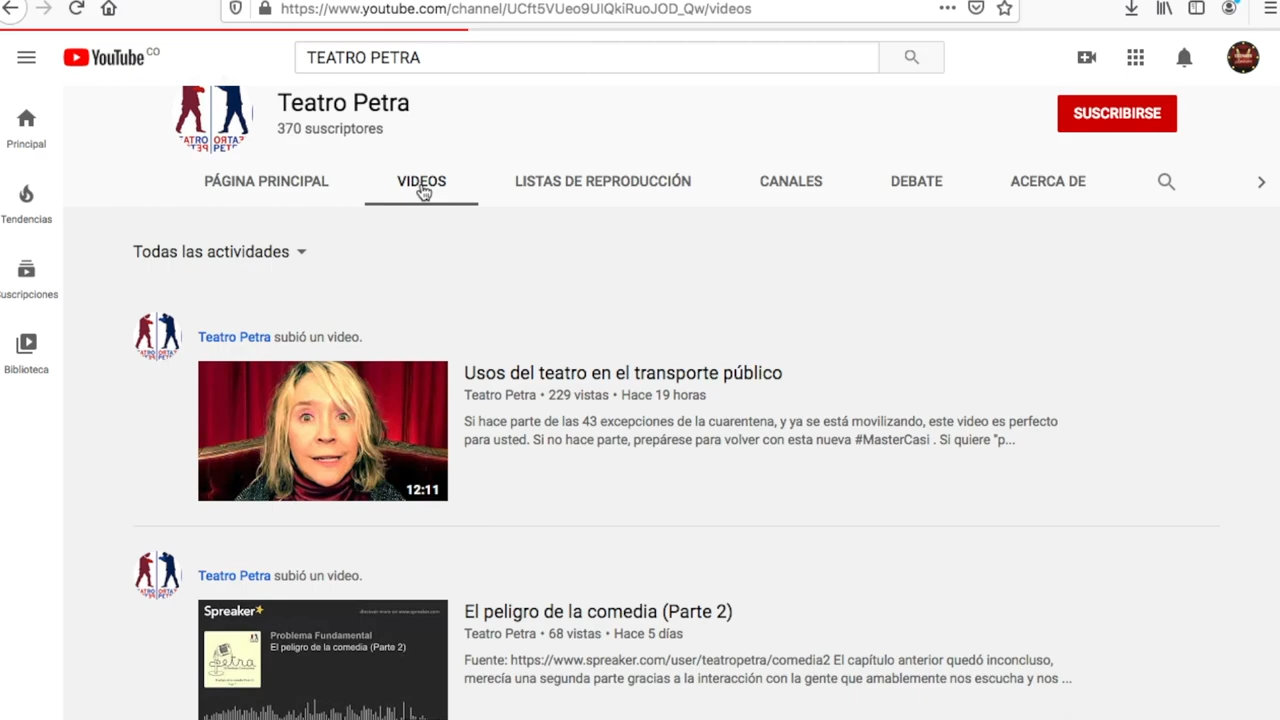 https://www.youtube.com/channel/UCft5VUeo9UIQkiRuoJOD_Qw/videos
YouTube CO
TEATRO PETRA
Teatro Petra
370 suscriptores
SUSCRIBIRSE
TEATRO PETRA
Principal
PÁGINA PRINCIPAL
VIDEOS
LISTAS DE REPRODUCCIÓN
CANALES
DEBATE
ACERCA DE
Tendencias
Todas las actividades
uscripciones
Teatro Petra subió un video.
Biblioteca
Usos del teatro en el transporte público
Teatro Petra • 229 vistas • Hace 19 horas
Si hace parte de las 43 excepciones de la cuarentena, y ya se está movilizando, este video es perfecto
para usted. Si no hace parte, prepárese para volver con esta nueva #MasterCasi . Si quiere "p...
12:11
Teatro Petra subió un video.
Spreaker
Problema Fundamental
El peligro de la comedia (Parte 2)
petra
El peligro de la comedia (Parte 2)
Teatro Petra • 68 vistas • Hace 5 días
Fuente: https://www.spreaker.com/user/teatropetra/comedia2 El capítulo anterior quedó inconcluso,
merecía una segunda parte gracias a la interacción con la gente que amablemente nos escucha y nos ...